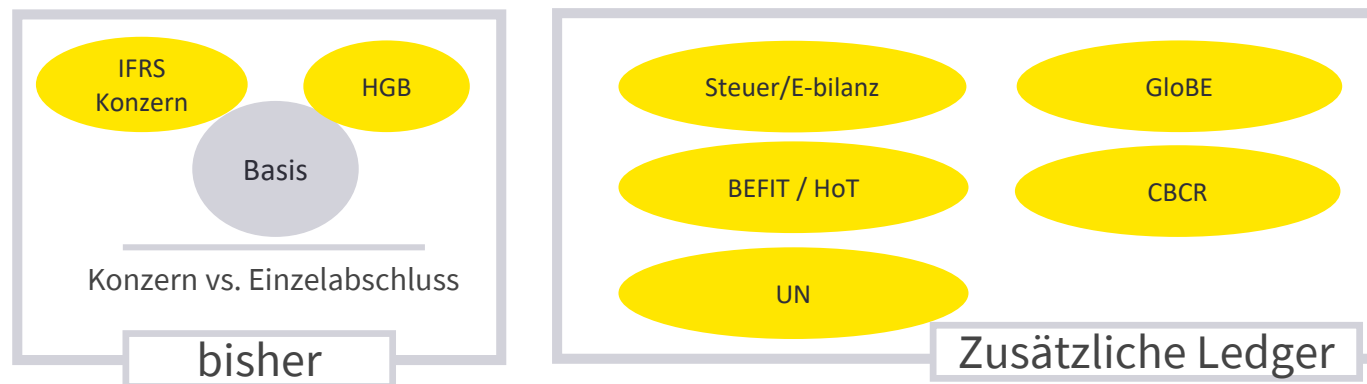 IFRS
Konzern
HGB
Basis
Konzern vs. Einzelabschluss
bisher
Steuer/E-bilanz
GloBE
BEFIT / HoT
CBCR
UN
Zusätzliche Ledger